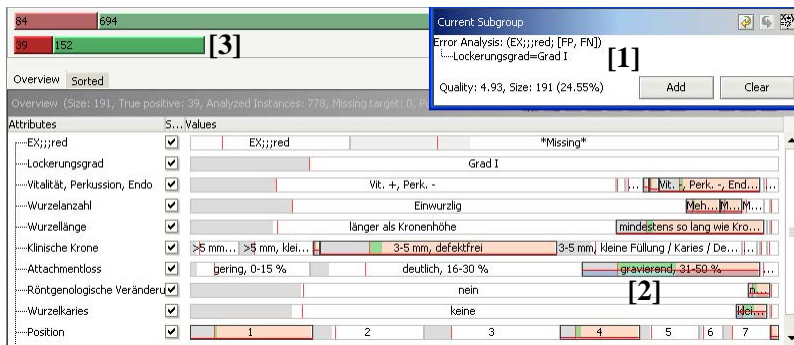 84 694
39 152
[3]
Current Subgroup
Error Analysis: (EX;;;red; [FP, FN])
Lockerungsgrad=Grad I
[1]
Quality: 4.93, Size: 191 (24.55%) Add Clear
Overview Sorted
Overview (Size: 191, True positive: 39, Analyzed Instances: 778, Missing target: 0,
Attributes S... Values
EX;;;red EX;;;red *Missing*
Lockerungsgrad Grad I
Vitalität, Perkussion, Endo Vit. +, Perk. - ... Vit. -, Perk. -, End... ...
Wurzelanzahl Einwurzlig Meh... M... M...
Wurzellänge länger als Kronenhöhe mindestens so lang wie Kro...
Klinische Krone >5 mm... >5 mm, klei... 3-5 mm, defektfrei 3-5 mm, kleine Füllung / Karies / De... ...
Attachmentloss gering, 0-15 % deutlich, 16-30 % gravierend, 31-50 % ...
[2]
Röntgenologische Veränderu nein n...
Wurzelkaries keine klei...
Position 1 2 3 4 5 6 7